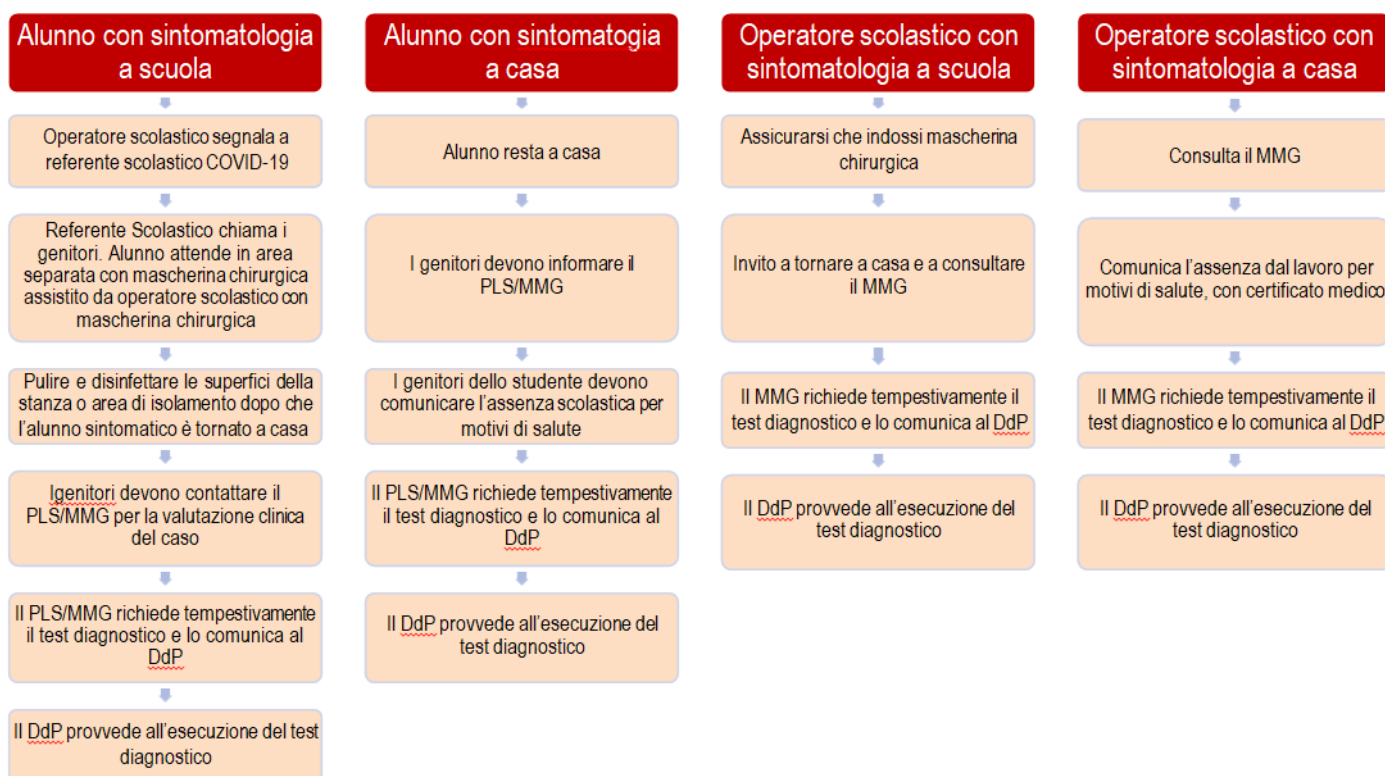 Alunno con sintomatologia
a scuola
Operatore scolastico segnala a
referente scolastico COVID-19
Referente Scolastico chiama i
genitori. Alunno attende in area
separata con mascherina chirurgica
assistito da operatore scolastico con
mascherina chirurgica
Pulire e disinfettare le superfici della
stanza o area di isolamento dopo che
l'alunno sintomatico è tornato a casa
Igenitori devono contattare il
PLS/MMG per la valutazione clinica
del caso
Il PLS/MMG richiede tempestivamente
il test diagnostico e lo comunica al
DdP
Il DdP provvede all'esecuzione del test
diagnostico
Alunno con sintomatogia
a casa
Alunno resta a casa
I genitori devono informare il
PLS/MMG
I genitori dello studente devono
comunicare l'assenza scolastica per
motivi di salute
Il PLS/MMG richiede tempestivamente
il test diagnostico e lo comunica al
DdP
Il DdP provvede all'esecuzione del
test diagnostico
Operatore scolastico con
sintomatologia a scuola
Assicurarsi che indossi mascherina
chirurgica
Invito a tornare a casa e a consultare
il MMG
Il MMG richiede tempestivamente il
test diagnostico e lo comunica al DdP
Il DdP provvede all'esecuzione del
test diagnostico
Operatore scolastico con
sintomatologia a casa
Consulta il MMG
Comunica l'assenza dal lavoro per
motivi di salute, con certificato medico
Il MMG richiede tempestivamente il
test diagnostico e lo comunica al DdP
Il DdP provvede all'esecuzione del
test diagnostico